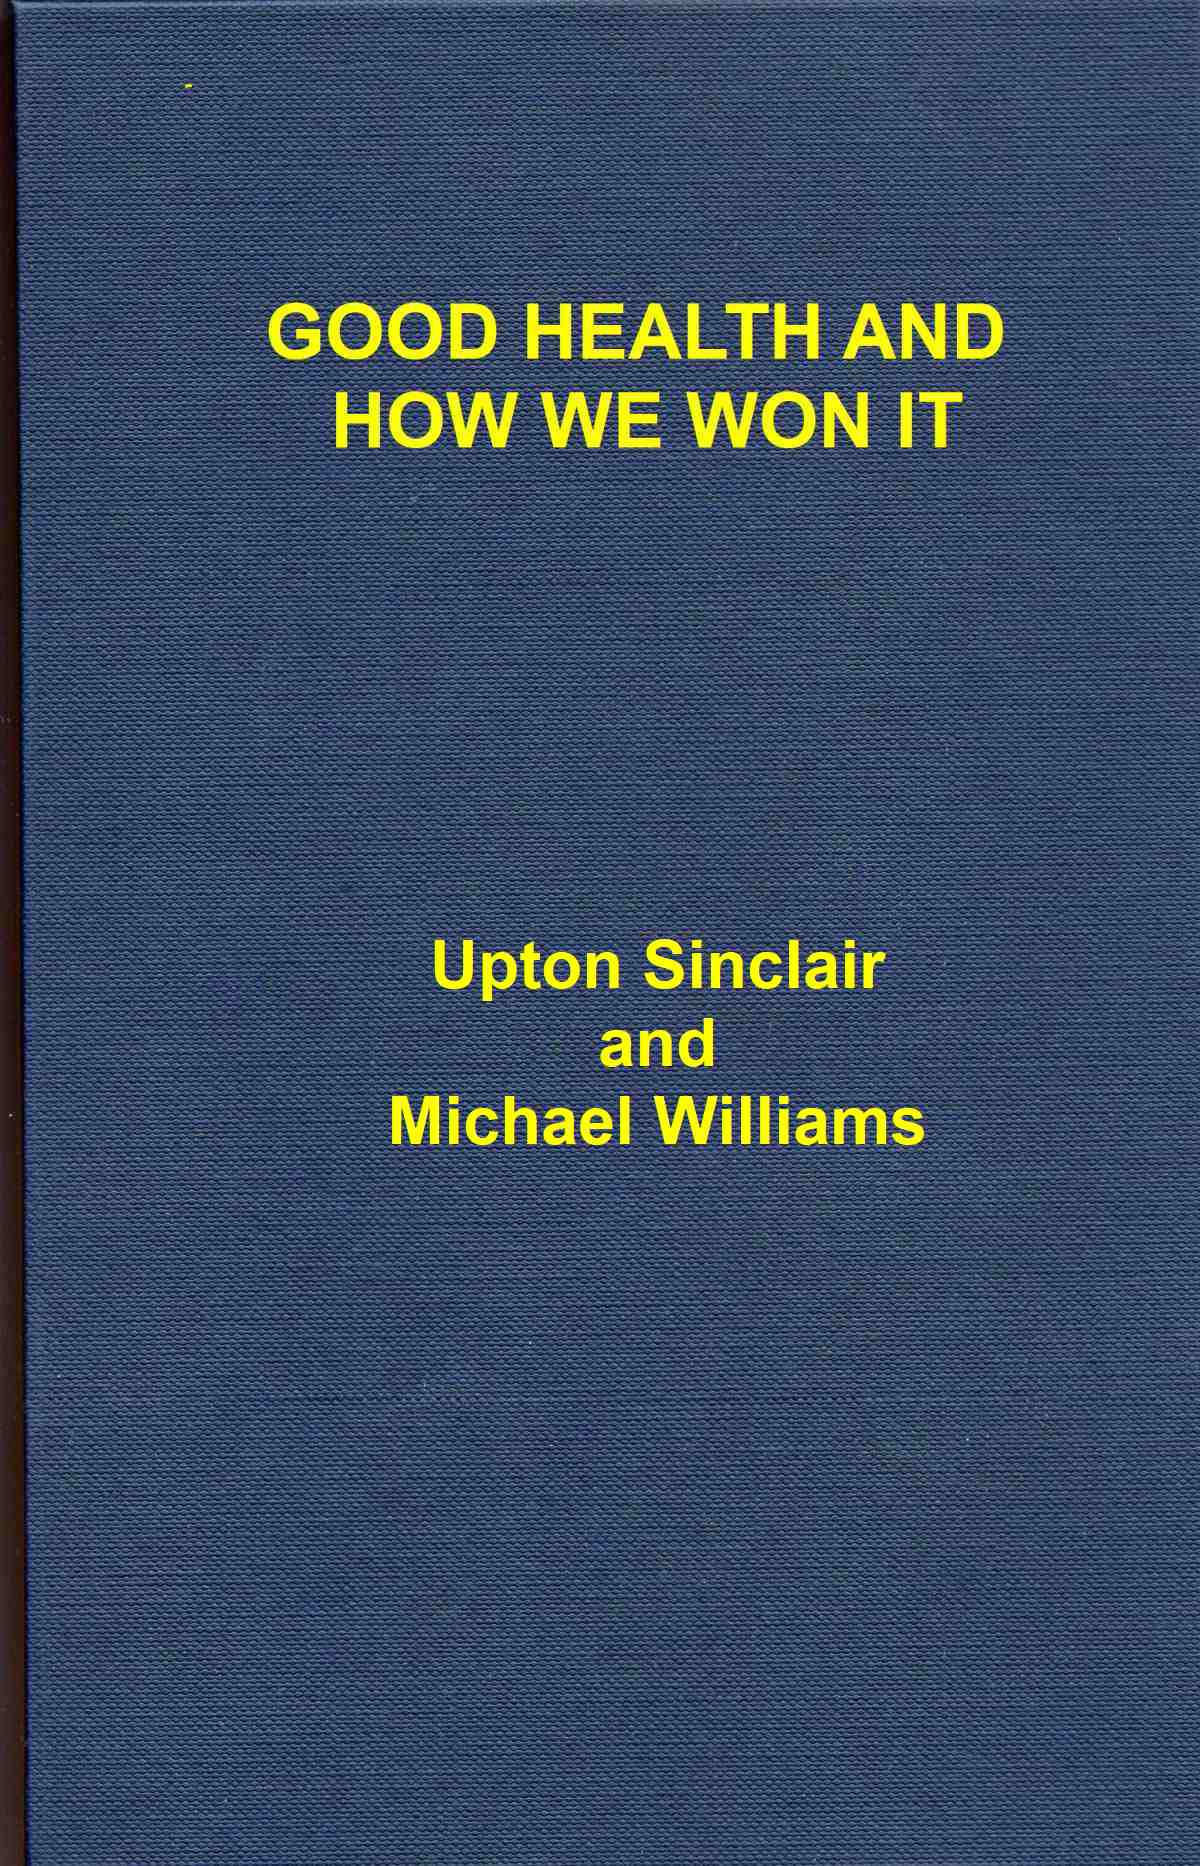 GOOD HEALTH AND
HOW WE WON IT
Upton Sinclair
and
Michael Williams